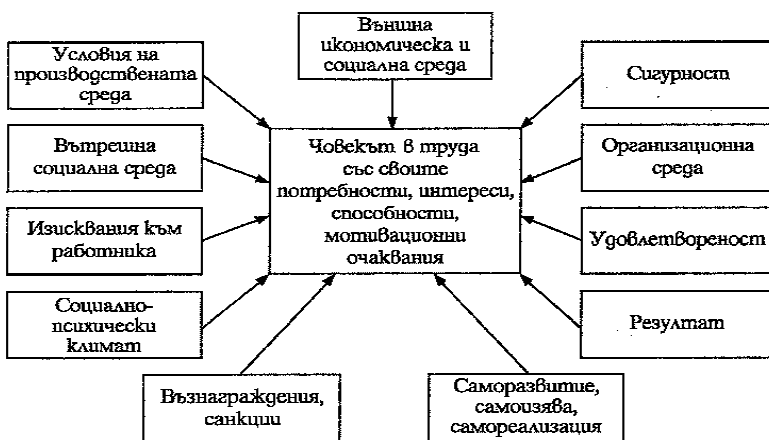 Външна
икономическа и
социална среда
Условия на
производствената
среда
Вътрешна
социална среда
Изисквания към
работника
Социално-
психически
климат
Човекът в труда
със своите
потребности, интереси,
способности,
мотивационни
очаквания
Сигурност
Организационна
среда
Удовлетвореност
Резултат
Възнаграждения,
санкции
Саморазвитие,
самоизява,
самореализация